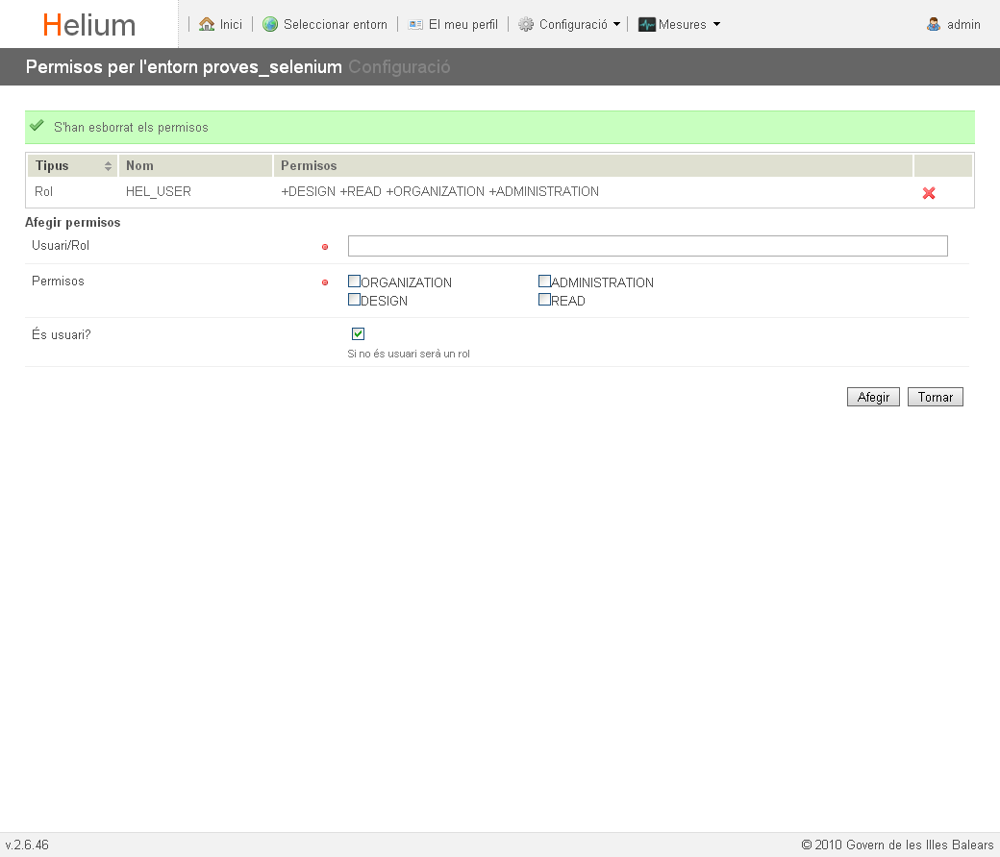 Helium
Inici
Seleccionar entorn
El meu perfil
Configuració
Mesures
admin
Permisos per l'entorn proves_selenium Configuració
S'han esborrat els permisos
Tipus Nom Permisos
Rol HEL_USER +DESIGN +READ +ORGANIZATION +ADMINISTRATION
Afegir permisos
Usuari/Rol
Permisos ORGANIZATION ADMINISTRATION
DESIGN READ
És usuari?
Si no és usuari serà un rol
Afegir Tornar
v.2.6.46 © 2010 Govern de les Illes Balears